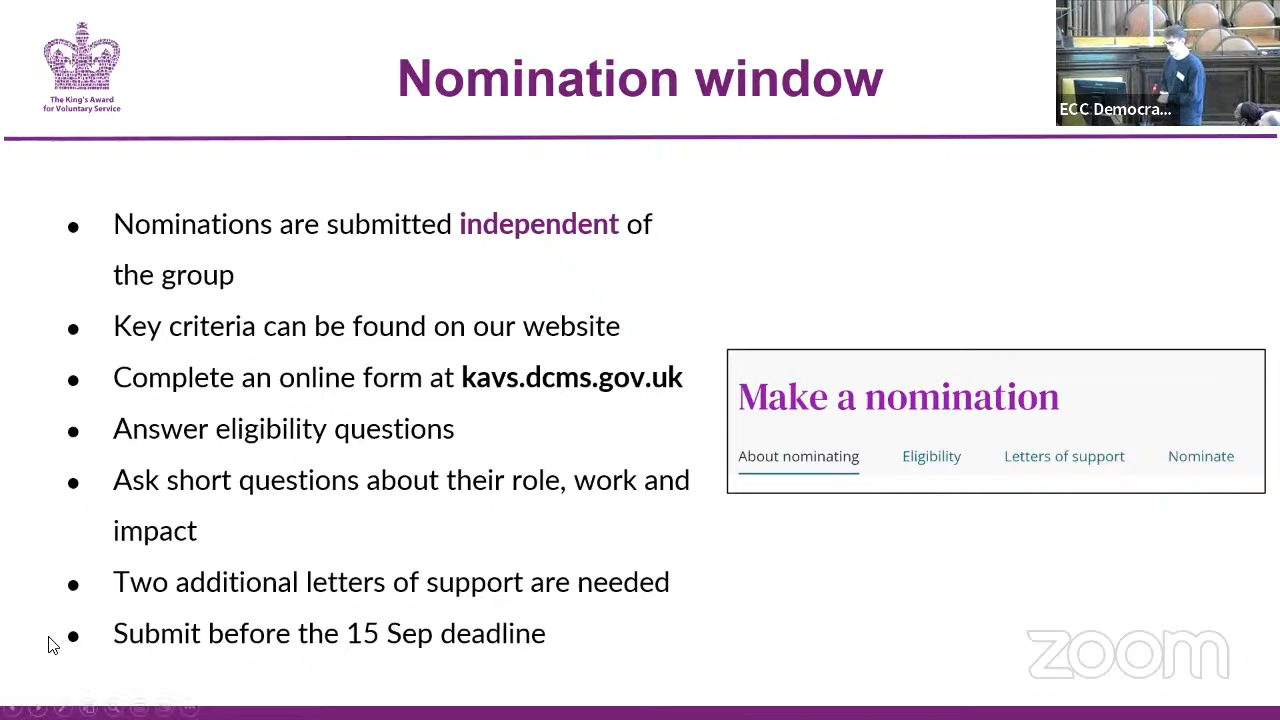 The King's Award
for Voluntary Service
Nomination window
ECC Democra...
● Nominations are submitted independent of
the group
● Key criteria can be found on our website
● Complete an online form at kavs.dcms.gov.uk
● Answer eligibility questions
● Ask short questions about their role, work and
impact
● Two additional letters of support are needed
● Submit before the 15 Sep deadline
Make a nomination
About nominating Eligibility Letters of support Nominate
zoom